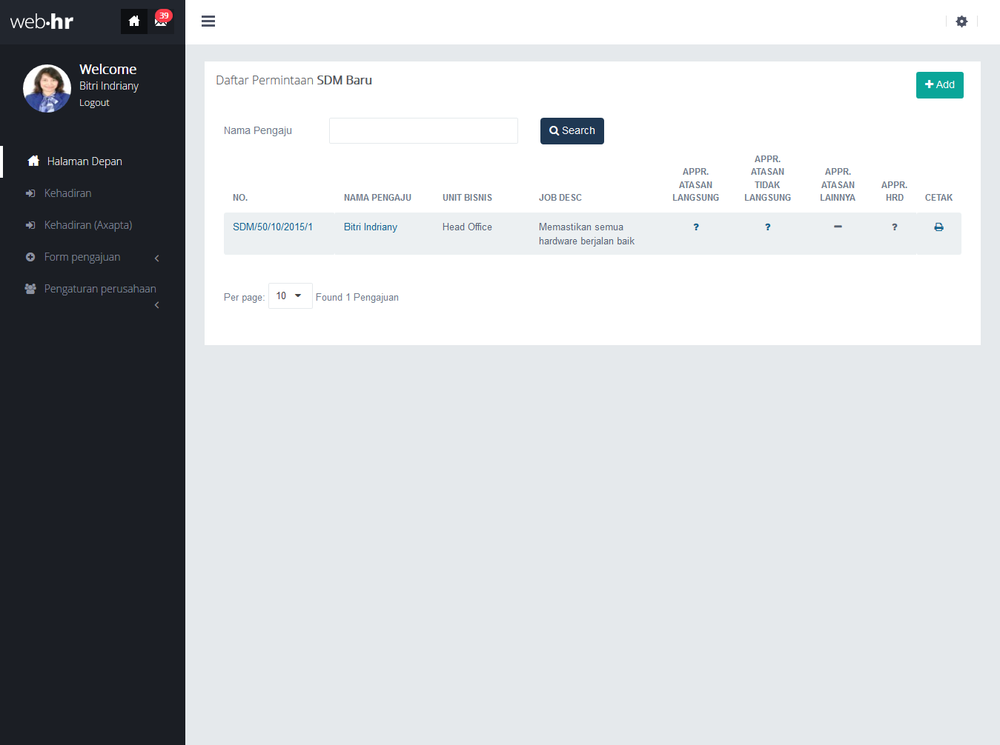 web·hr
39
Welcome
Bitri Indriany
Logout
Halaman Depan
Kehadiran
Kehadiran (Axapta)
Form pengajuan
Pengaturan perusahaan
Daftar Permintaan SDM Baru
Add
Nama Pengaju
Search
NO.
NAMA PENGAJU
UNIT BISNIS
JOB DESC
APPR.
ATASAN
LANGSUNG
APPR.
ATASAN
TIDAK
LANGSUNG
APPR.
ATASAN
LAINNYA
APPR.
HRD
CETAK
SDM/50/10/2015/1
Bitri Indriany
Head Office
Memastikan semua
hardware berjalan baik
?
?
?
Per page: 10 Found 1 Pengajuan